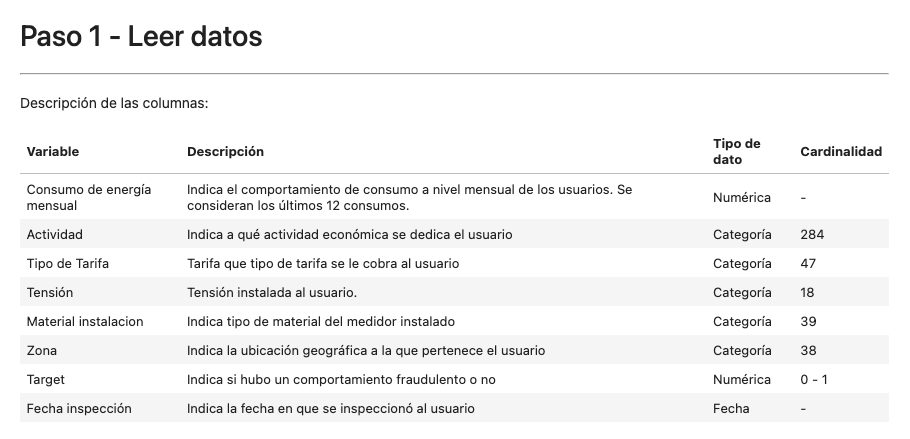 Paso 1 - Leer datos
Descripción de las columnas:
Variable Descripción Tipo de dato Cardinalidad
Consumo de energía mensual Indica el comportamiento de consumo a nivel mensual de los usuarios. Se consideran los últimos 12 consumos. Numérica -
Actividad Indica a qué actividad económica se dedica el usuario Categoría 284
Tipo de Tarifa Tarifa que tipo de tarifa se le cobra al usuario Categoría 47
Tensión Tensión instalada al usuario. Categoría 18
Material instalacion Indica tipo de material del medidor instalado Categoría 39
Zona Indica la ubicación geográfica a la que pertenece el usuario Categoría 38
Target Indica si hubo un comportamiento fraudulento o no Numérica 0 - 1
Fecha inspección Indica la fecha en que se inspeccionó al usuario Fecha -